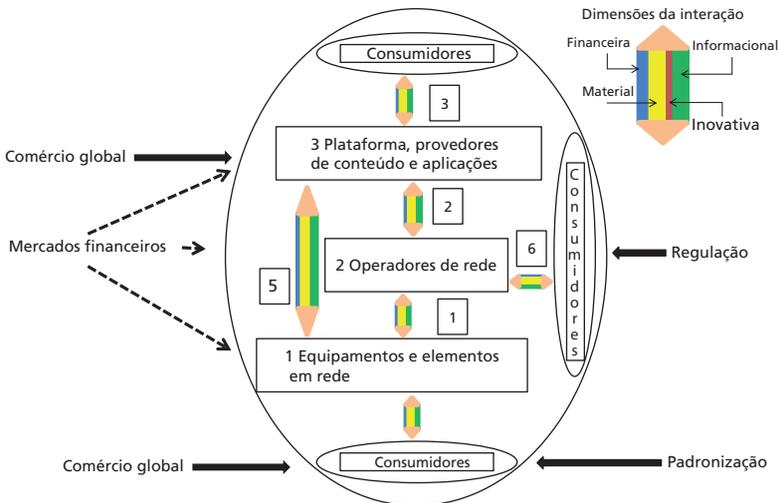 Dimensões da interação
Financeira
Informacional
Material
Inovativa
Consumidores
3
3 Plataforma, provedores
de conteúdo e aplicações
Comércio global
2
Mercados financeiros
2 Operadores de rede
6
Consumidores
Regulação
5
1
1 Equipamentos e elementos
em rede
Comércio global
Consumidores
Padronização